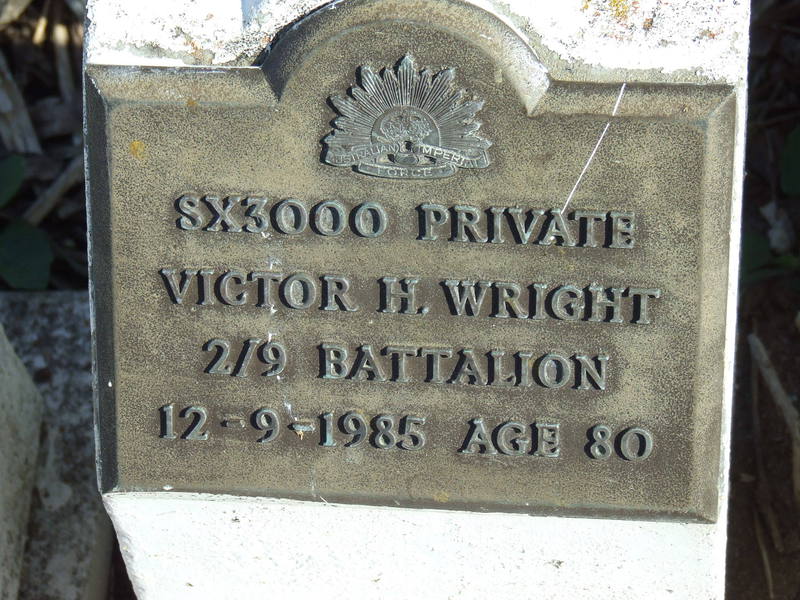 AUSTRALIAN IMPERIAL
FORCE
SX3000 PRIVATE
VICTOR H. WRIGHT
2/9 BATTALION
12-9-1985 AGE 80